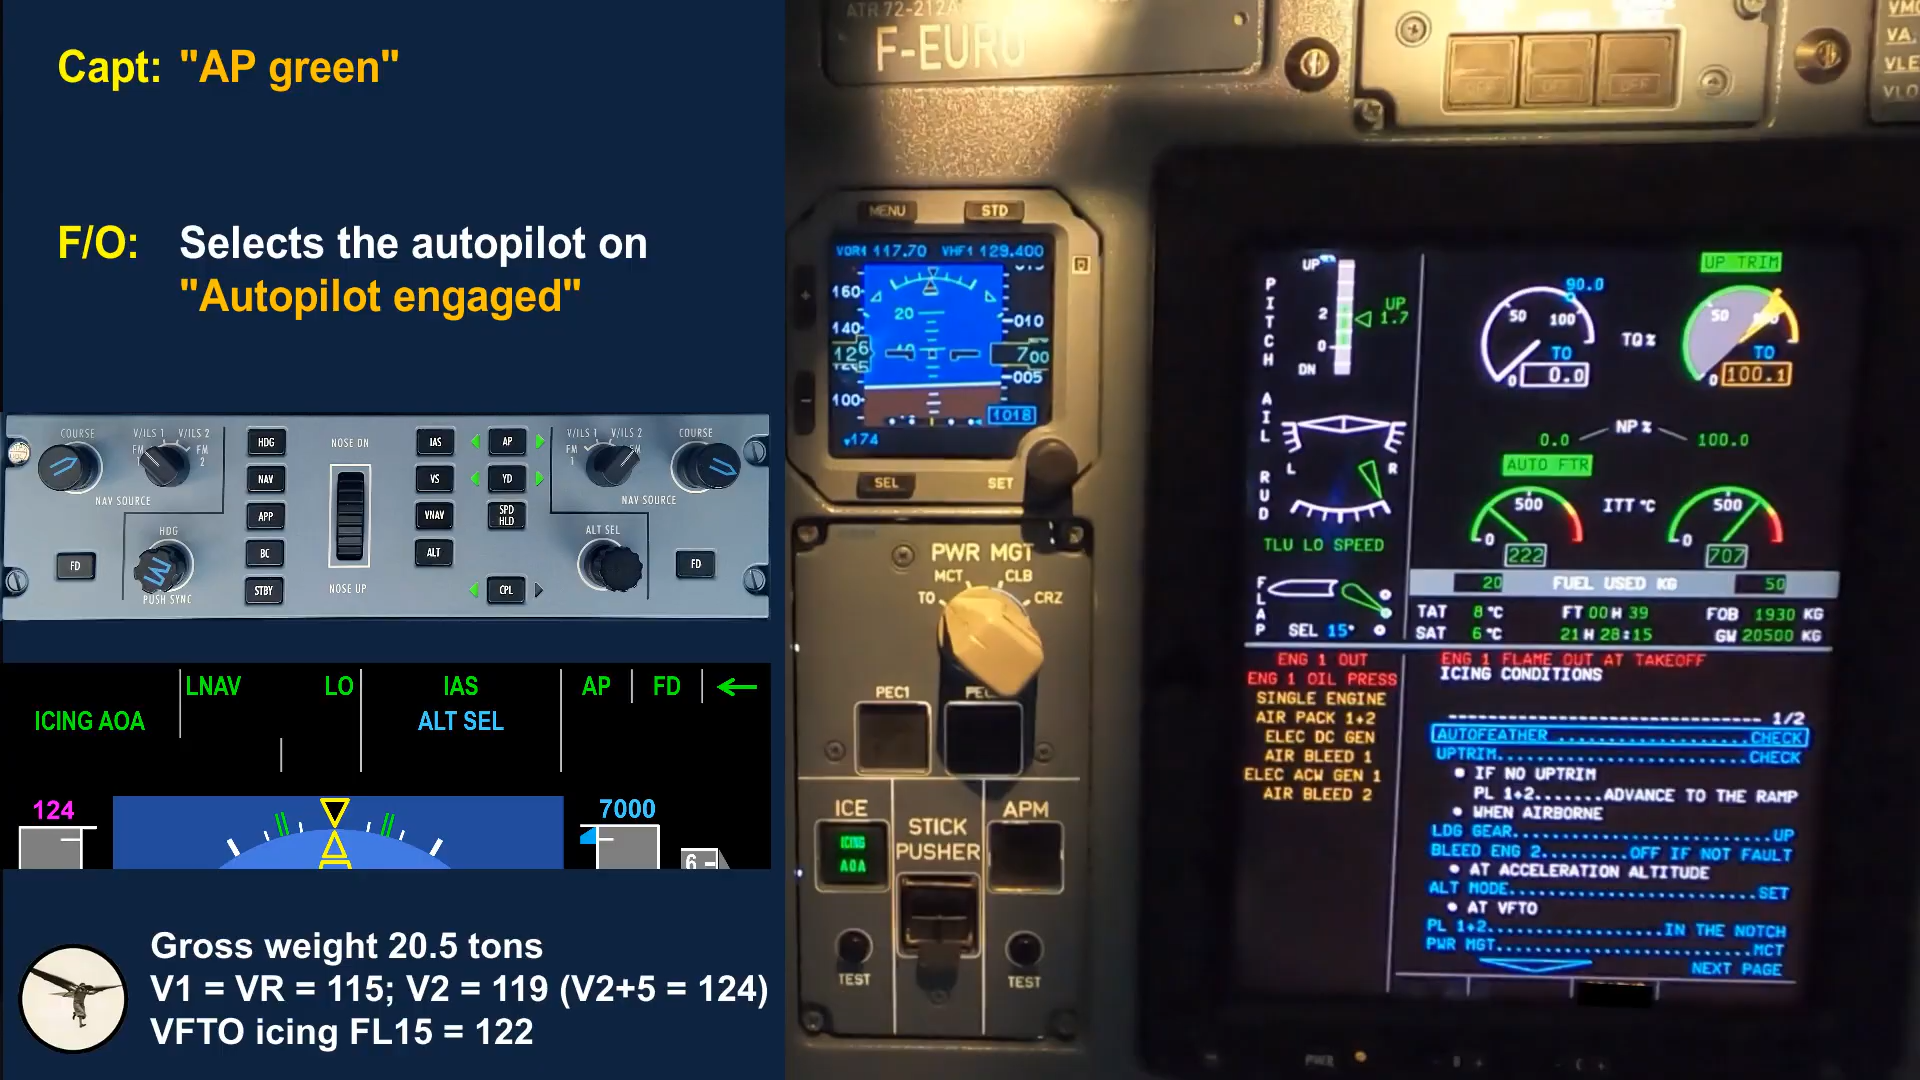 Capt: "AP green"
F/O: Selects the autopilot on
"Autopilot engaged"
COURSE
V/ILS 1 V/ILS 2
FM 1
FM 2
NAV SOURCE
HDG
PUSH SYNC
FD
HDG
NAV
APP
BC
STBY
NOSE DN
NOSE UP
IAS
VS
VNAV
ALT
AP
YD
SPD HLD
CPL
V/ILS 1 V/ILS 2
FM 1
NAV SOURCE
COURSE
ALT SEL
FD
LNAV LO IAS AP FD
ICING AOA ALT SEL
124 7000
6
Gross weight 20.5 tons
V1 = VR = 115; V2 = 119 (V2+5 = 124)
VFTO icing FL15 = 122
ATR 72-212A
F-EURO
OFF OFF
VMO
VA
VLE
VLO
MENU STD
VOR1 117.70 VHF1 129.400
160
140
100
20
010
700
005
1018
174
SEL SET
PWR MGT
TO MCT CLB CRZ
PEC1
ICE
ICING
AOA
STICK
PUSHER
APM
TEST TEST
PITCH
UP
2
0
DN
UP
1.7
AIL
L R
RUD
TLU LO SPEED
FLAP
SEL 15°
UP TRIM
90.0
50 100
TO
0 0.0
TQ %
50
TO
0 100.1
0.0 NP % 100.0
AUTO FTR
500 ITT °C 500
0 222 0 707
20 FUEL USED KG 50
TAT 8 °C FT 00 H 39 FOB 1930 KG
SAT 6 °C 21 H 28:15 GW 20500 KG
ENG 1 OUT
ENG 1 OIL PRESS
SINGLE ENGINE
AIR PACK 1+2
ELEC DC GEN
AIR BLEED 1
ELEC ACW GEN 1
AIR BLEED 2
ENG 1 FLAME OUT AT TAKEOFF
ICING CONDITIONS
1/2
AUTOFEATHER ......................CHECK
UPTRIM............................CHECK
• IF NO UPTRIM
PL 1+2.......ADVANCE TO THE RAMP
• WHEN AIRBORNE
LDG GEAR.............................UP
BLEED ENG 2.........OFF IF NOT FAULT
• AT ACCELERATION ALTITUDE
ALT MODE............................SET
• AT VFTO
PL 1+2..................IN THE NOTCH
PWR MGT.............................MCT
NEXT PAGE
PWR